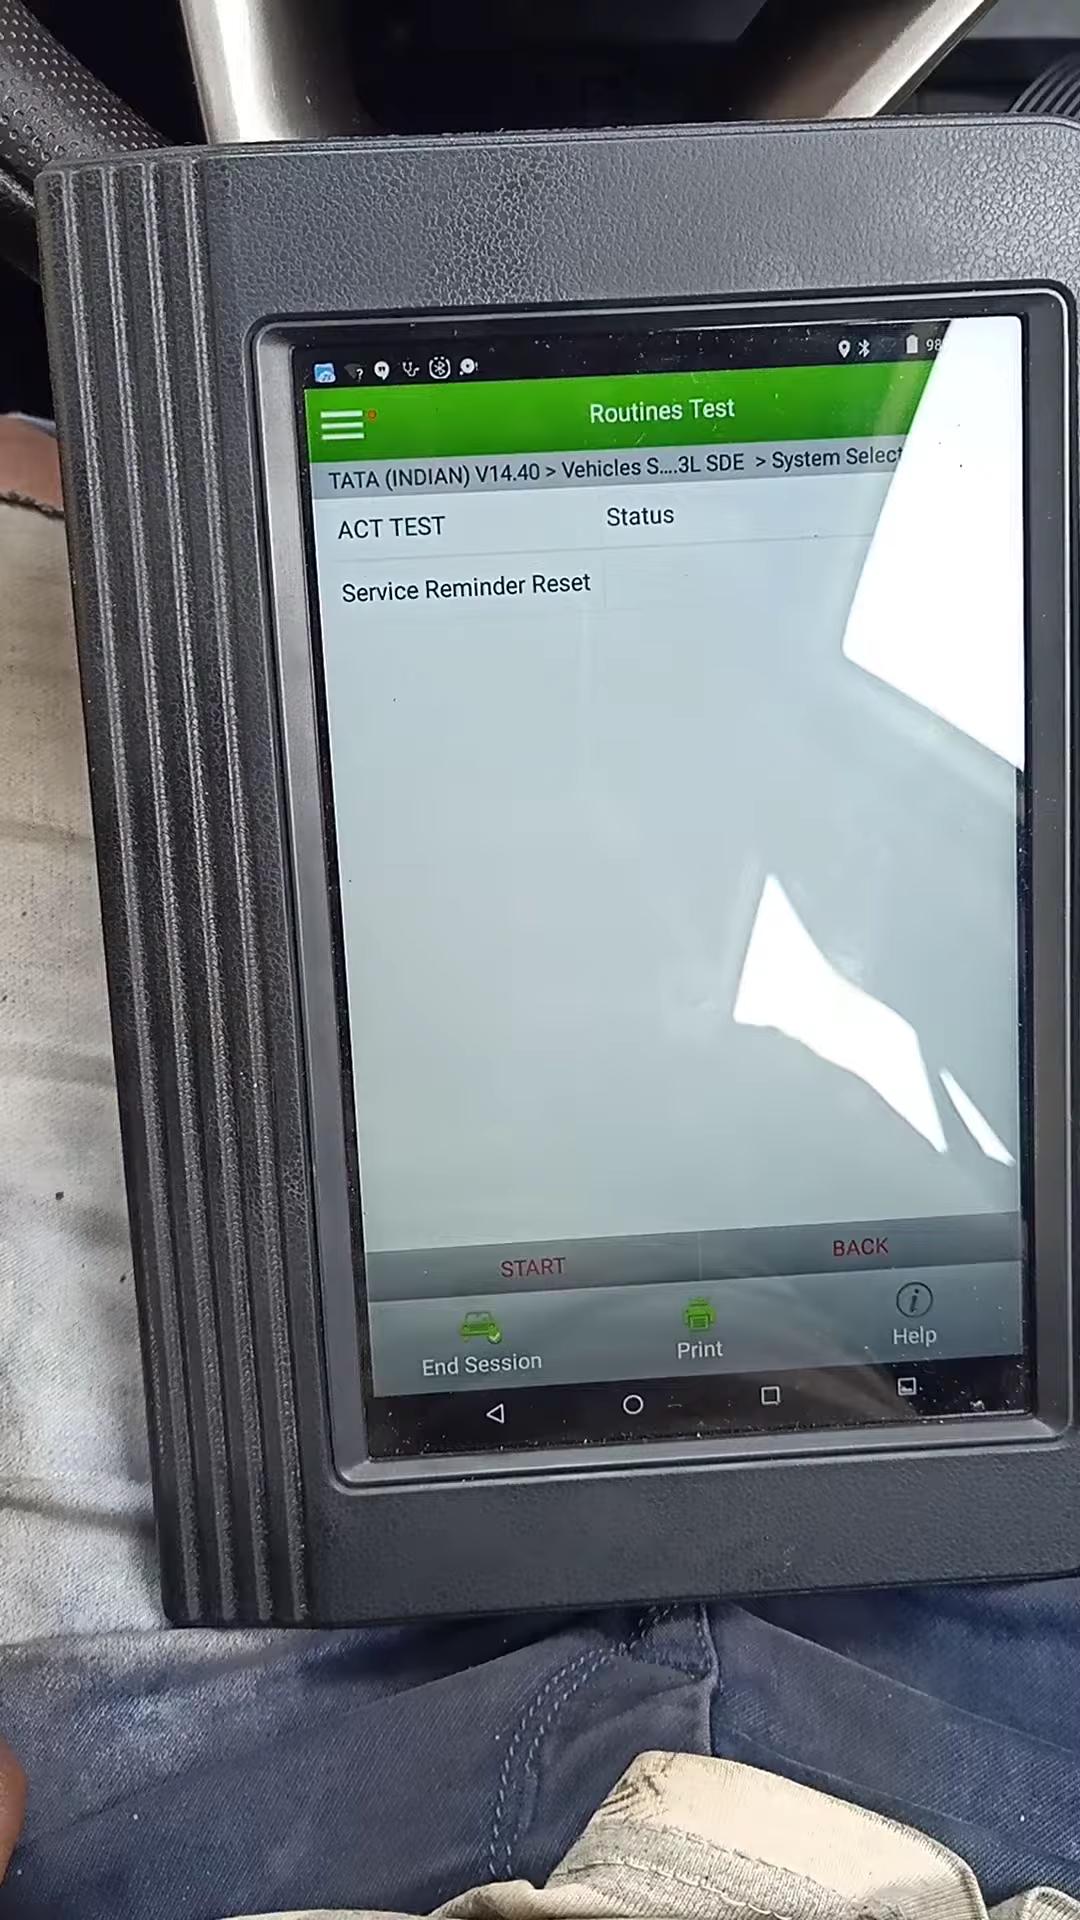 98
Routines Test
TATA (INDIAN) V14.40 > Vehicles S....3L SDE > System Select
ACT TEST Status
Service Reminder Reset
START BACK
End Session Print Help